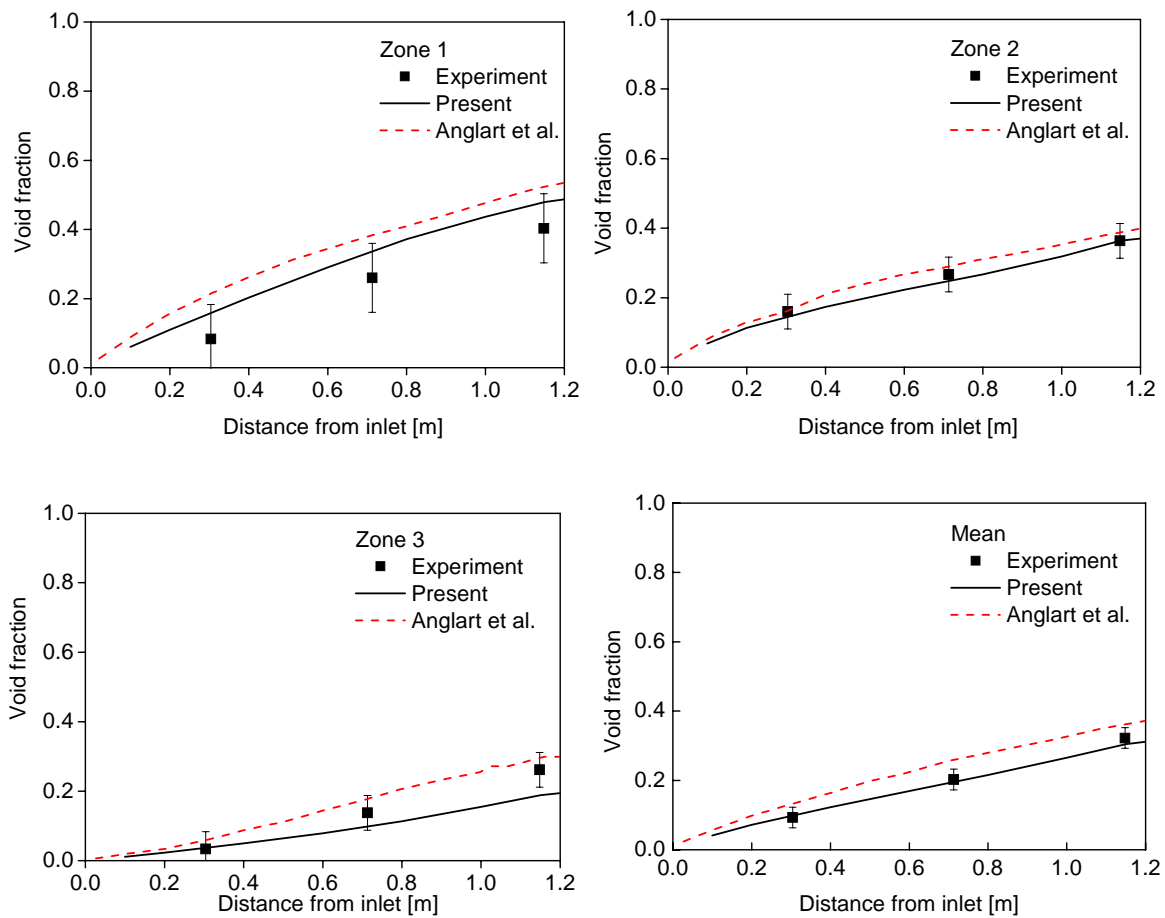 Zone 1
Experiment
Present
Anglart et al.
Void fraction
1.0
0.8
0.6
0.4
0.2
0.0
0.0 0.2 0.4 0.6 0.8 1.0 1.2
Distance from inlet [m]
Zone 2
Experiment
Present
Anglart et al.
Void fraction
1.0
0.8
0.6
0.4
0.2
0.0
0.0 0.2 0.4 0.6 0.8 1.0 1.2
Distance from inlet [m]
Zone 3
Experiment
Present
Anglart et al.
Void fraction
1.0
0.8
0.6
0.4
0.2
0.0
0.0 0.2 0.4 0.6 0.8 1.0 1.2
Distance from inlet [m]
Mean
Experiment
Present
Anglart et al.
Void fraction
1.0
0.8
0.6
0.4
0.2
0.0
0.0 0.2 0.4 0.6 0.8 1.0 1.2
Distance from inlet [m]